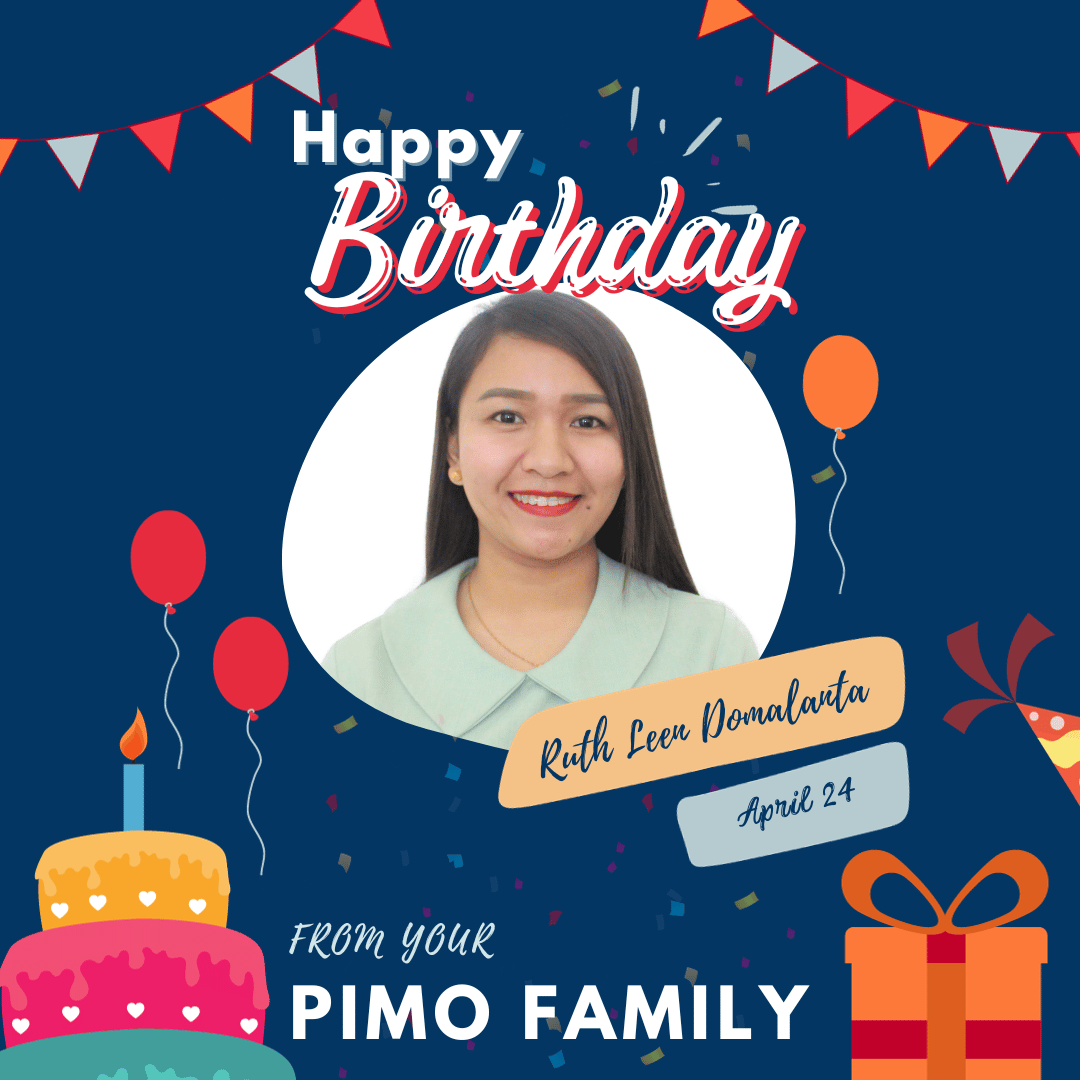 Happy
Birthday
Ruth Leen Domalanta
April 24
FROM YOUR
PIMO FAMILY